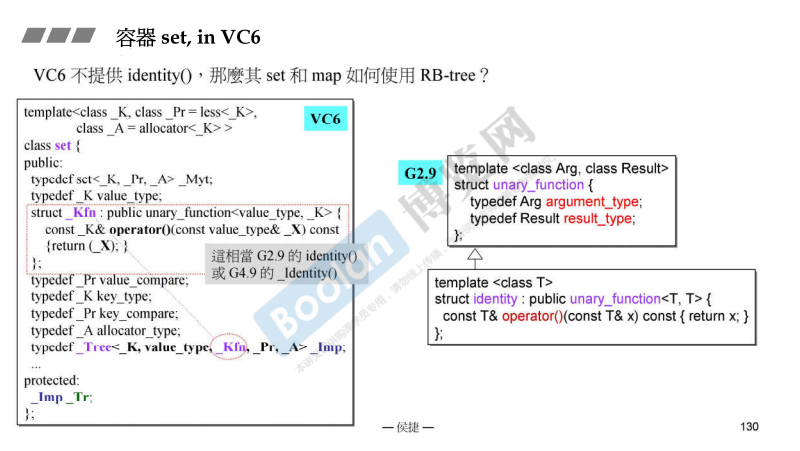 容器 set, in VC6
VC6 不提供 identity()，那麼其 set 和 map 如何使用 RB-tree？
template<class _K, class _Pr = less<_K>,
class _A = allocator<_K> >
class set {
public:
typedef set<_K, _Pr, _A> _Myt;
typedef _K value_type;
struct _Kfn : public unary_function<value_type, _K> {
const _K& operator()(const value_type& _X) const
{return (_X); }
};
typedef _Pr value_compare;
typedef _K key_type;
typedef _Pr key_compare;
typedef _A allocator_type;
typedef _Tree<_K, value_type, _Kfn, _Pr, _A> _Imp;
...
protected:
_Imp _Tr;
};
VC6
這相當 G2.9 的 identity()
或 G4.9 的 _Identity()
G2.9
template <class Arg, class Result>
struct unary_function {
typedef Arg argument_type;
typedef Result result_type;
};
template <class T>
struct identity : public unary_function<T, T> {
const T& operator()(const T& x) const { return x; }
};
Boolan 博览网
— 侯捷 —
130